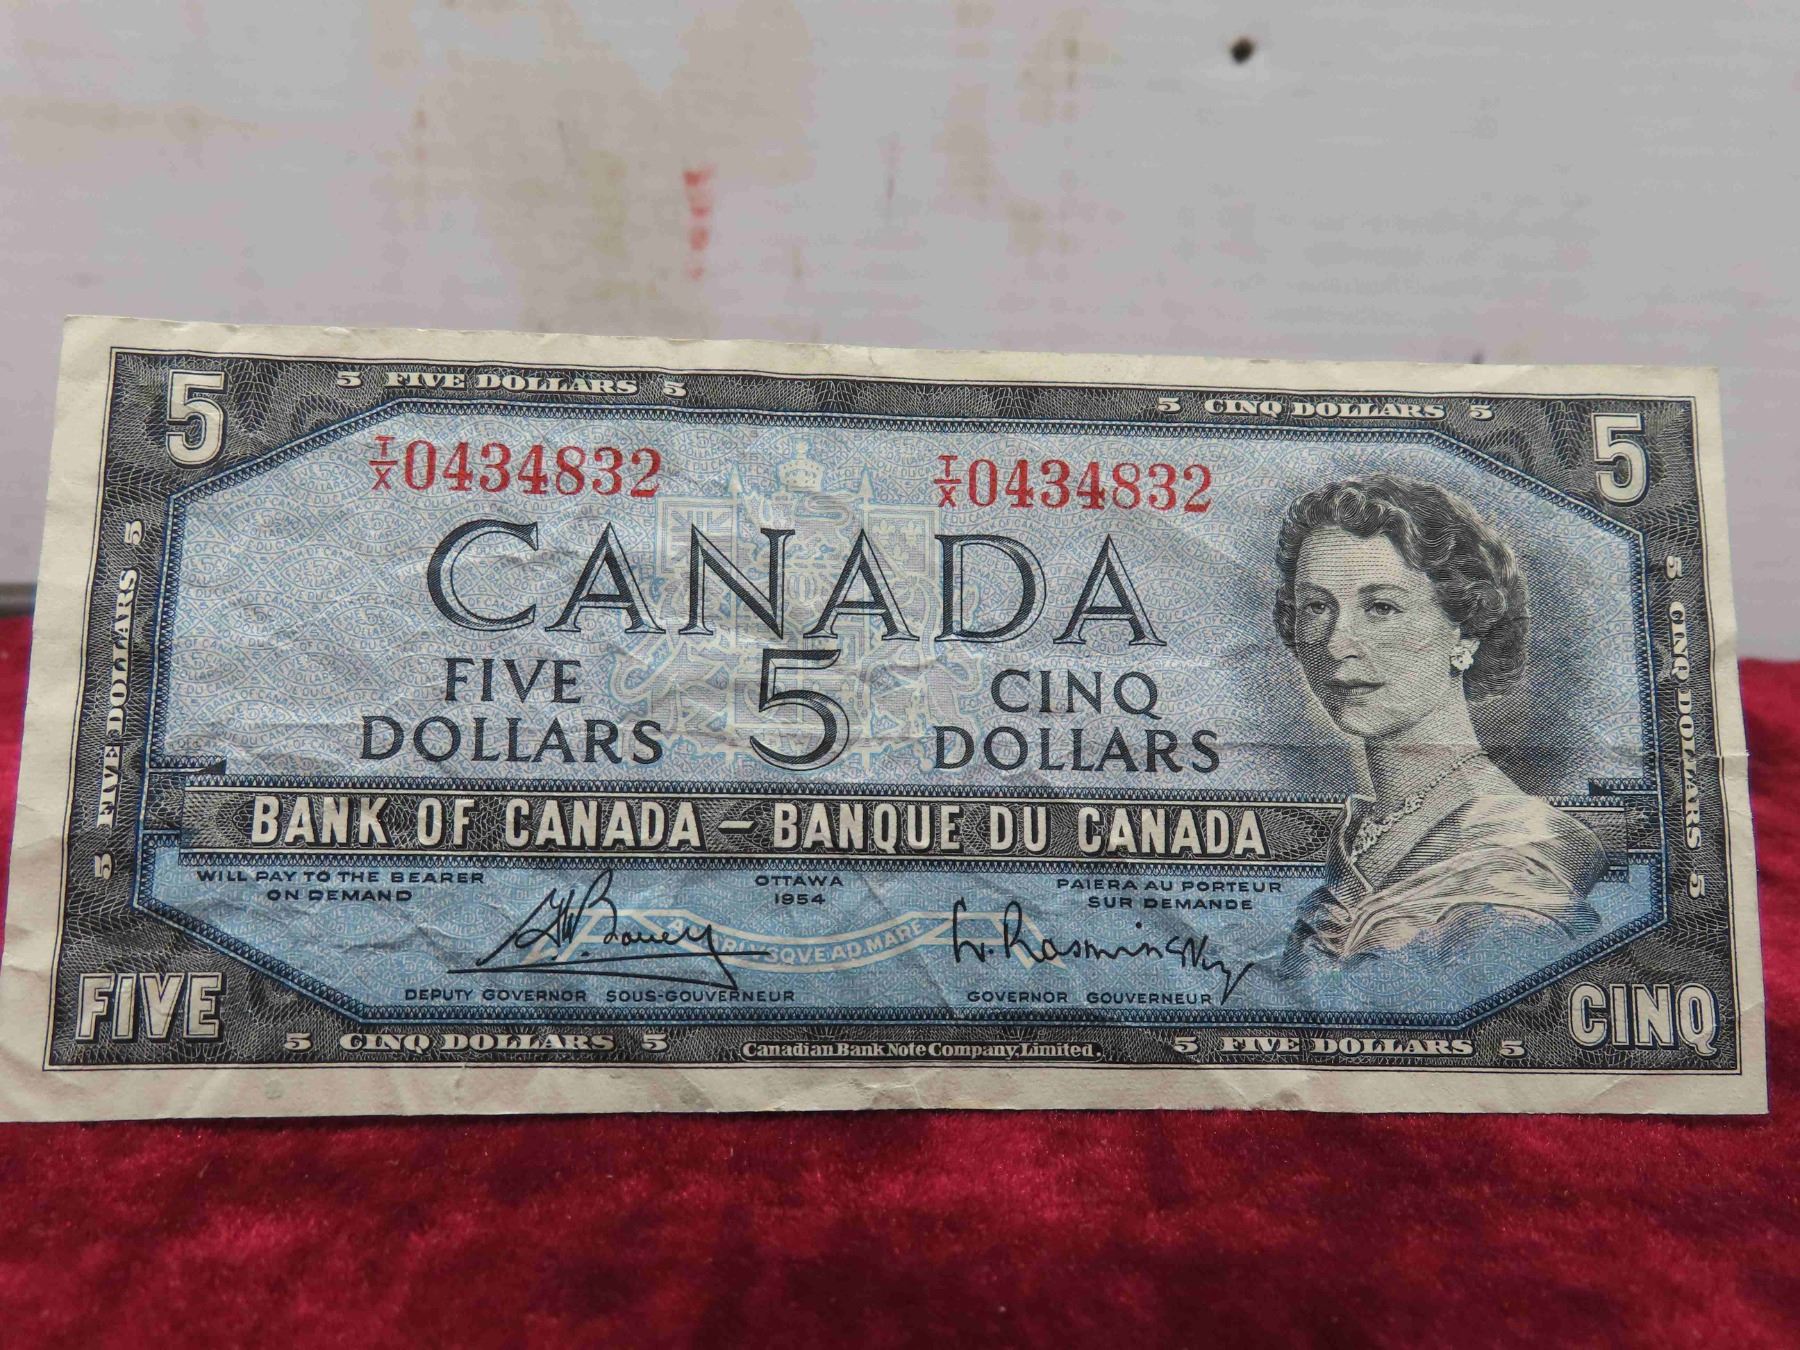 5 FIVE DOLLARS 5
5 CINQ DOLLARS 5
5
5
T/X 0434832
T/X 0434832
CANADA
FIVE DOLLARS
5
CINQ DOLLARS
5 FIVE DOLLARS 5
5 CINQ DOLLARS 5
BANK OF CANADA – BANQUE DU CANADA
WILL PAY TO THE BEARER
ON DEMAND
OTTAWA
1954
PAIERA AU PORTEUR
SUR DEMANDE
L. Rasminsky
DEPUTY GOVERNOR SOUS-GOUVERNEUR
GOVERNOR GOUVERNEUR
FIVE
CINQ
5 CINQ DOLLARS 5
Canadian Bank Note Company, Limited.
5 FIVE DOLLARS 5